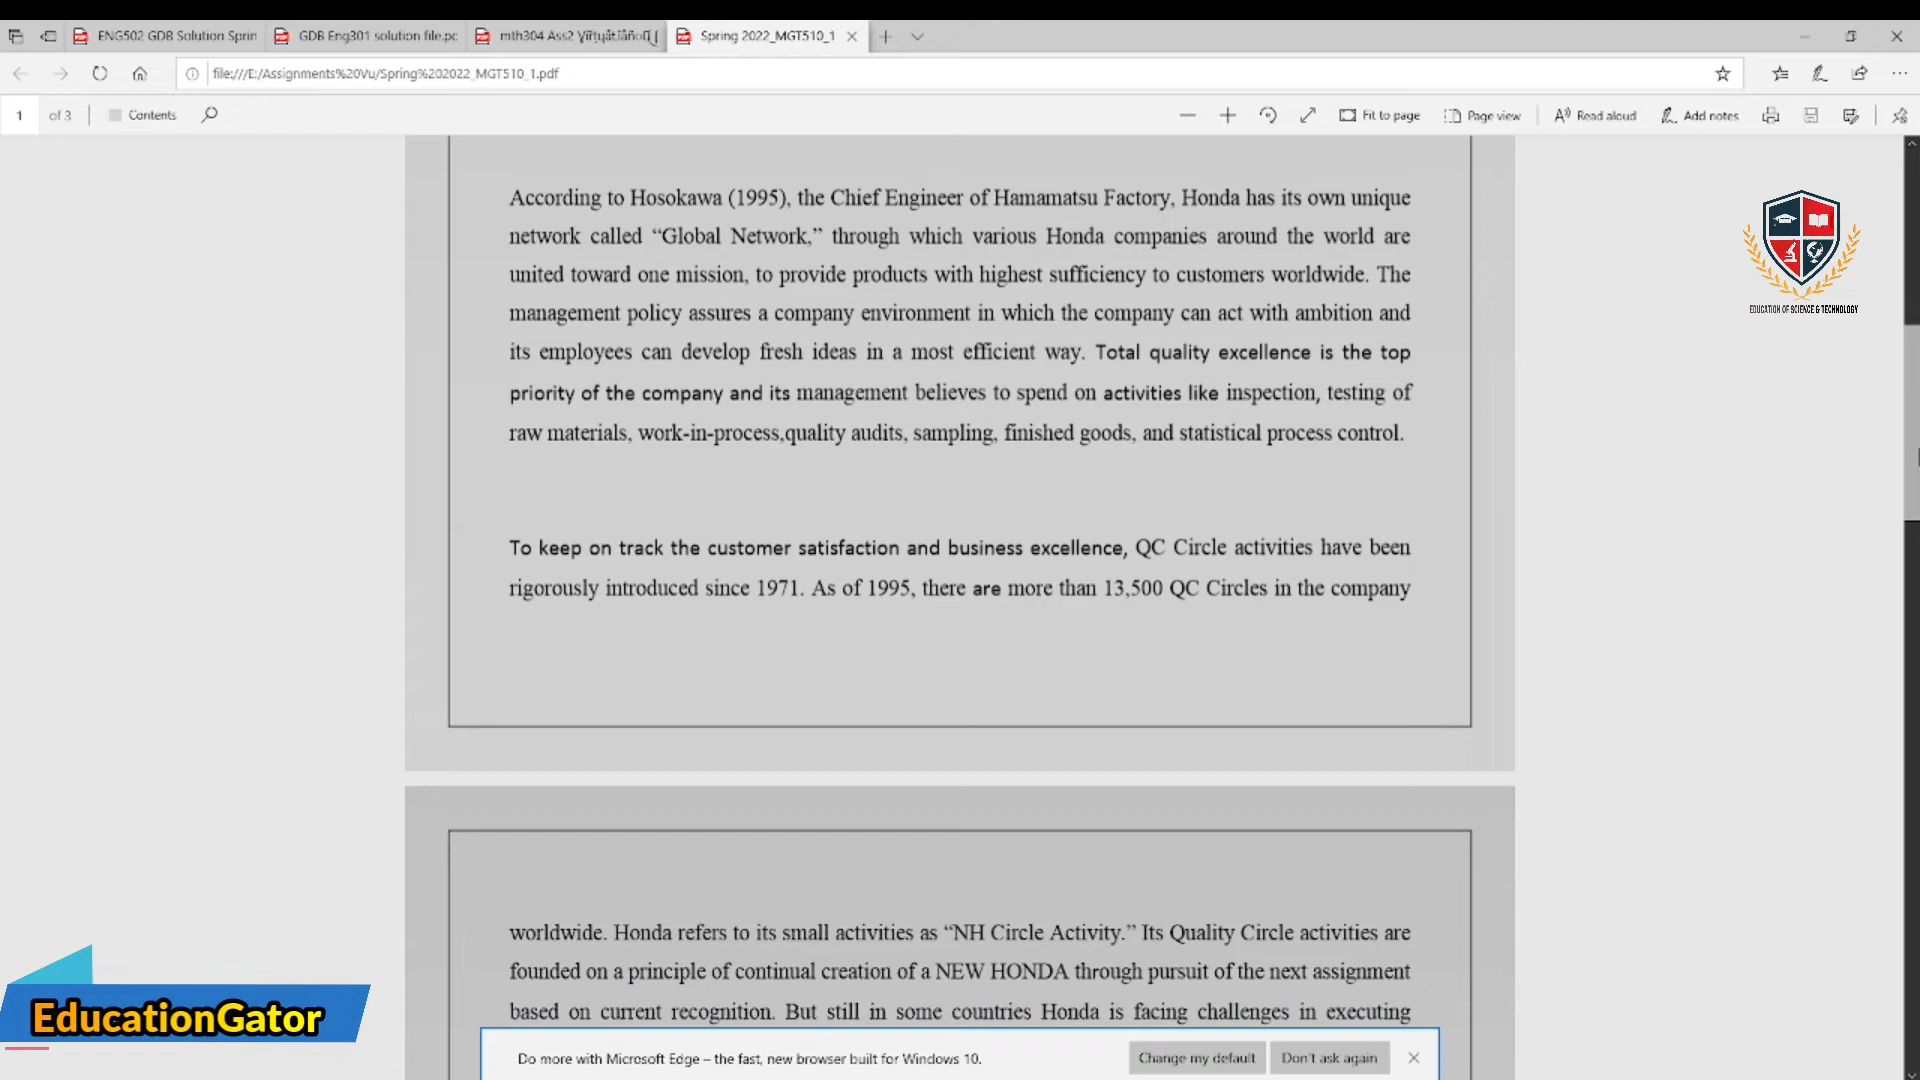 ENG502 GDB Solution Sprin
GDB Eng301 solution file.pc
mth304 Ass2
Spring 2022_MGT510_1
file:///E:/Assignments%20Vu/Spring%202022_MGT510_1.pdf
1 of 3 Contents Fit to page Page view Read aloud Add notes
According to Hosokawa (1995), the Chief Engineer of Hamamatsu Factory, Honda has its own unique
network called “Global Network,” through which various Honda companies around the world are
united toward one mission, to provide products with highest sufficiency to customers worldwide. The
management policy assures a company environment in which the company can act with ambition and
its employees can develop fresh ideas in a most efficient way. Total quality excellence is the top
priority of the company and its management believes to spend on activities like inspection, testing of
raw materials, work-in-process,quality audits, sampling, finished goods, and statistical process control.
EDUCATION OF SCIENCE & TECHNOLOGY
To keep on track the customer satisfaction and business excellence, QC Circle activities have been
rigorously introduced since 1971. As of 1995, there are more than 13,500 QC Circles in the company
worldwide. Honda refers to its small activities as “NH Circle Activity.” Its Quality Circle activities are
founded on a principle of continual creation of a NEW HONDA through pursuit of the next assignment
based on current recognition. But still in some countries Honda is facing challenges in executing
EducationGator
Do more with Microsoft Edge – the fast, new browser built for Windows 10.
Change my default
Don't ask again